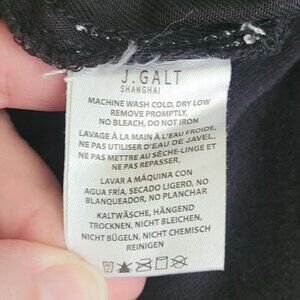 J. GALT
SHANGHAI
MACHINE WASH COLD, DRY LOW
REMOVE PROMPTLY,
NO BLEACH, DO NOT IRON
LAVAGE À LA MAIN À L'EAU FROIDE,
NE PAS UTILISER D'EAU DE JAVEL,
NE PAS METTRE AU SÈCHE-LINGE ET
NE PAS REPASSER,
LAVAR A MÁQUINA CON
AGUA FRÍA, SECADO LIGERO, NO
BLANQUEADOR, NO PLANCHAR
KALTWÄSCHE, HÄNGEND
TROCKNEN, NICHT BLEICHEN,
NICHT BÜGELN, NICHT CHEMISCH
REINIGEN